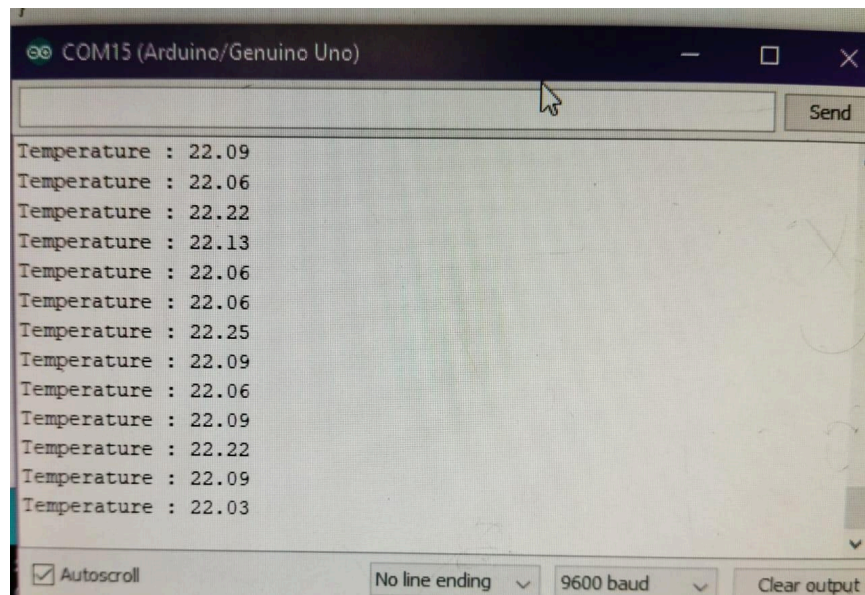 COM15 (Arduino/Genuino Uno)
Send
Temperature : 22.09
Temperature : 22.06
Temperature : 22.22
Temperature : 22.13
Temperature : 22.06
Temperature : 22.06
Temperature : 22.25
Temperature : 22.09
Temperature : 22.06
Temperature : 22.09
Temperature : 22.22
Temperature : 22.09
Temperature : 22.03
Autoscroll No line ending 9600 baud Clear output